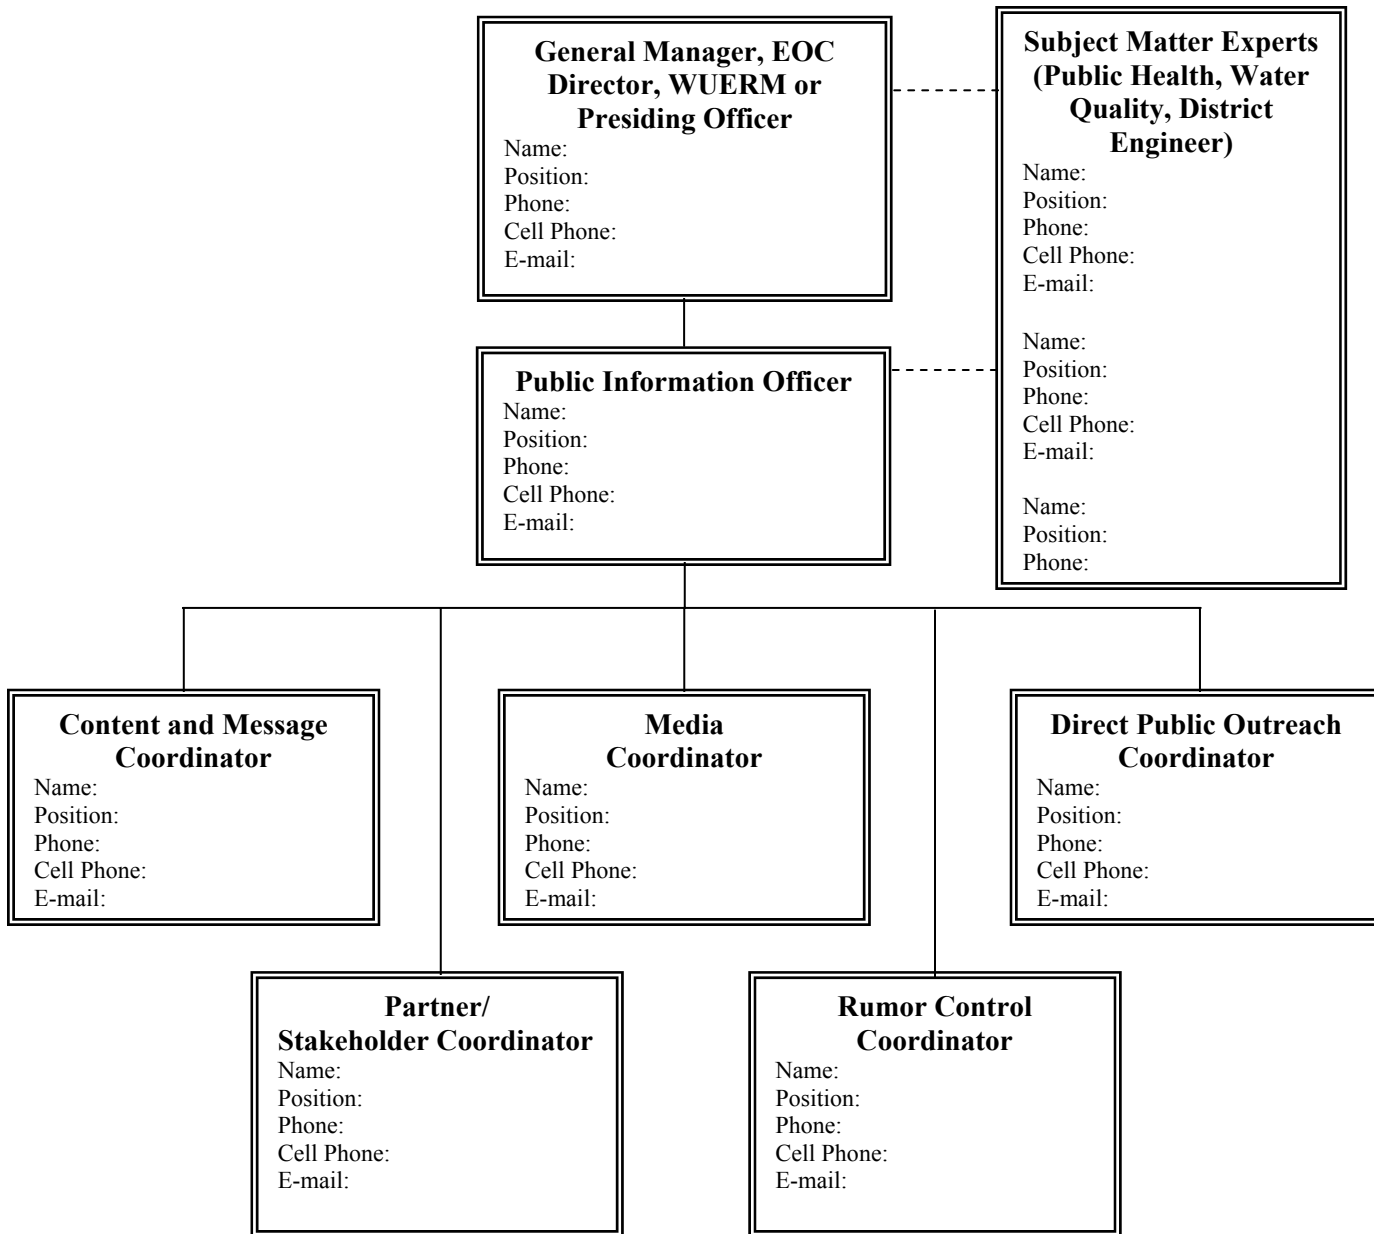 General Manager, EOC
Director, WUERM or
Presiding Officer
Name:
Position:
Phone:
Cell Phone:
E-mail:
Subject Matter Experts
(Public Health, Water
Quality, District
Engineer)
Name:
Position:
Phone:
Cell Phone:
E-mail:
Name:
Position:
Phone:
Cell Phone:
E-mail:
Name:
Position:
Phone:
Public Information Officer
Name:
Position:
Phone:
Cell Phone:
E-mail:
Content and Message
Coordinator
Name:
Position:
Phone:
Cell Phone:
E-mail:
Media
Coordinator
Name:
Position:
Phone:
Cell Phone:
E-mail:
Direct Public Outreach
Coordinator
Name:
Position:
Phone:
Cell Phone:
E-mail:
Partner/
Stakeholder Coordinator
Name:
Position:
Phone:
Cell Phone:
E-mail:
Rumor Control
Coordinator
Name:
Position:
Phone:
Cell Phone:
E-mail: